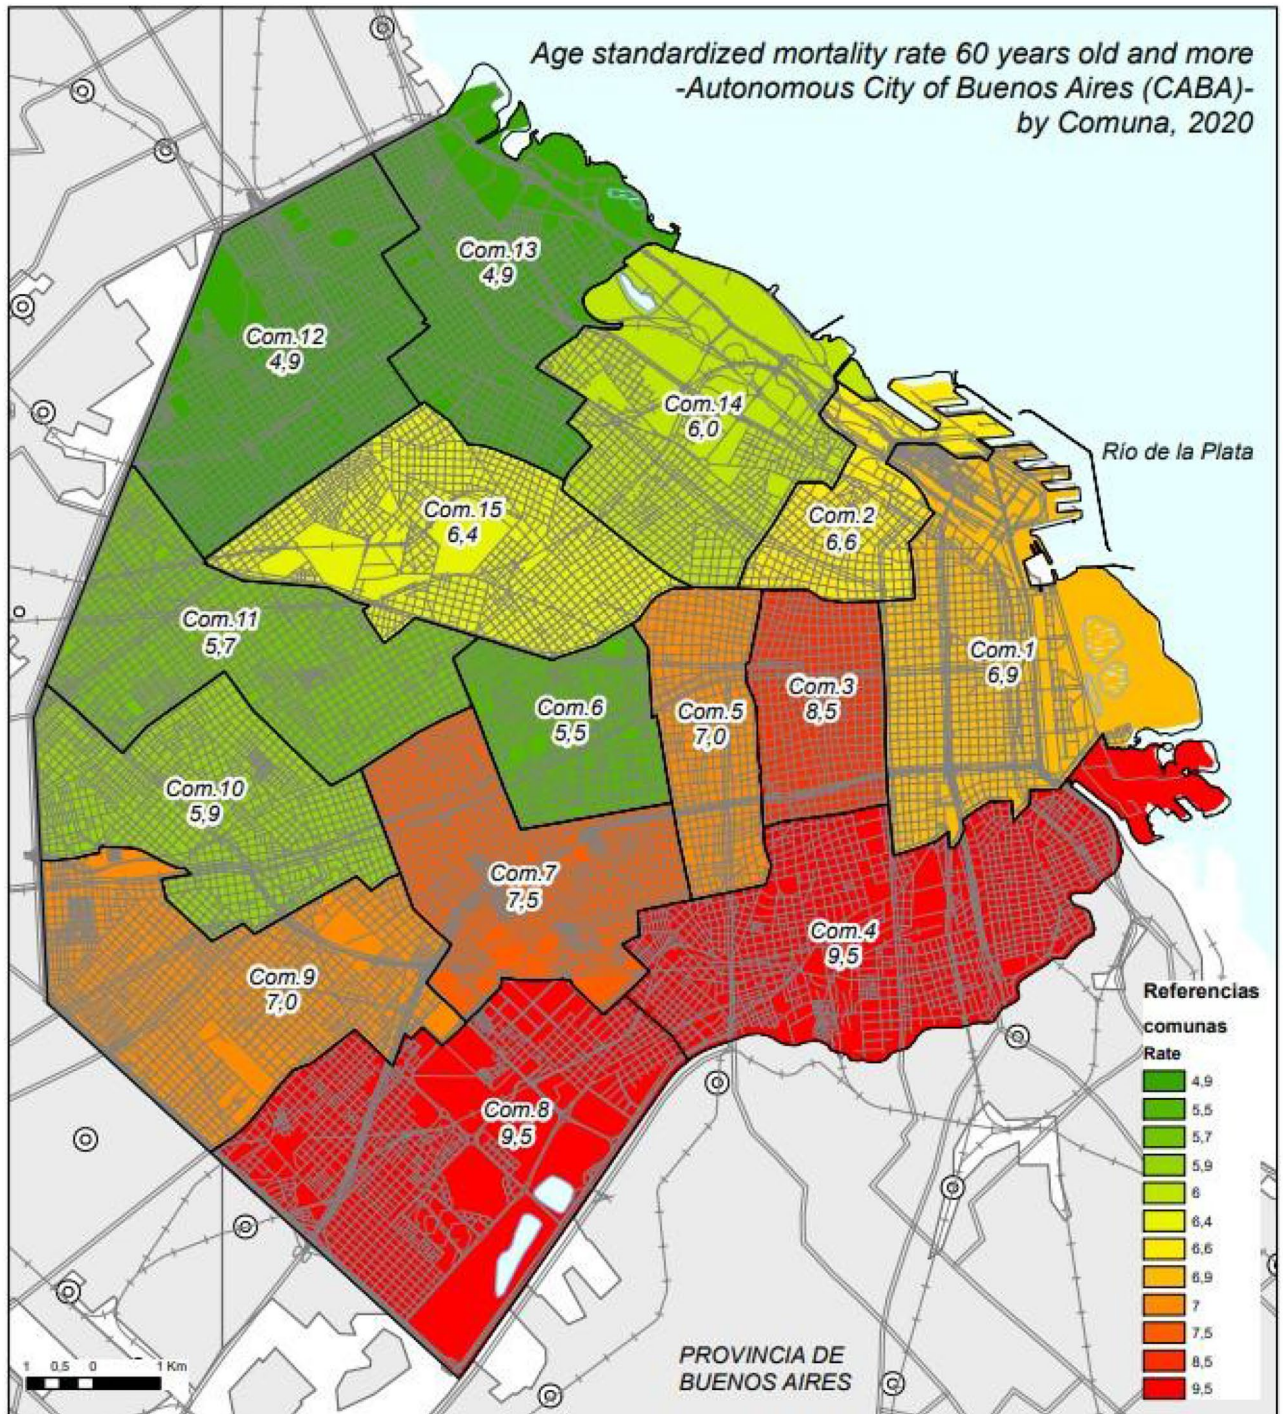 Age standardized mortality rate 60 years old and more
-Autonomous City of Buenos Aires (CABA)-
by Comuna, 2020
Com.13
4,9
Com.12
4,9
Com.14
6,0
Río de la Plata
Com.15
6,4
Com.2
6,6
Com.11
5,7
Com.1
6,9
Com.3
8,5
Com.6
5,5
Com.5
7,0
Com.10
5,9
Com.7
7,5
Com.4
9,5
Com.9
7,0
Com.8
9,5
Referencias
comunas
Rate
4,9
5,5
5,7
5,9
6
6,4
6,6
6,9
7
7,5
8,5
9,5
1 0,5 0 1 Km
PROVINCIA DE
BUENOS AIRES